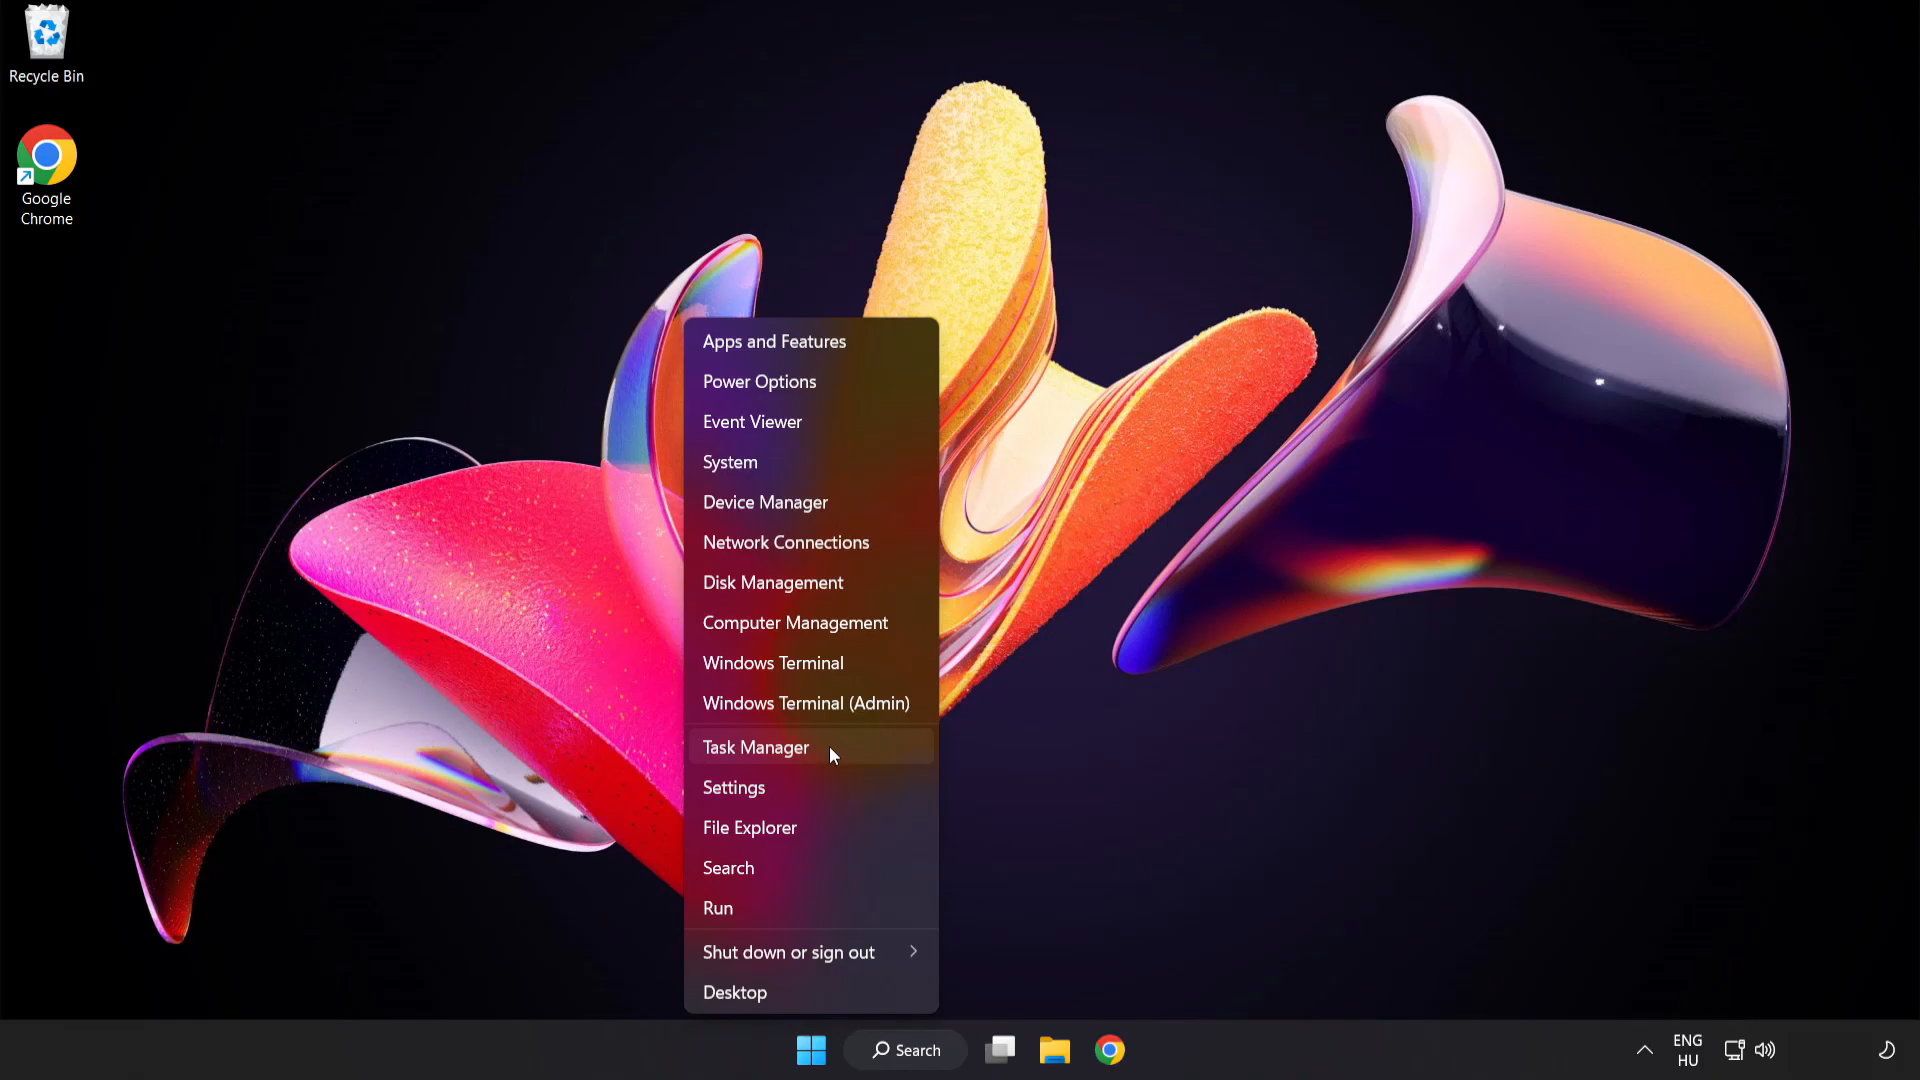 Recycle Bin
Google
Chrome
Apps and Features
Power Options
Event Viewer
System
Device Manager
Network Connections
Disk Management
Computer Management
Windows Terminal
Windows Terminal (Admin)
Task Manager
Settings
File Explorer
Search
Run
Shut down or sign out
Desktop
Search
ENG
HU